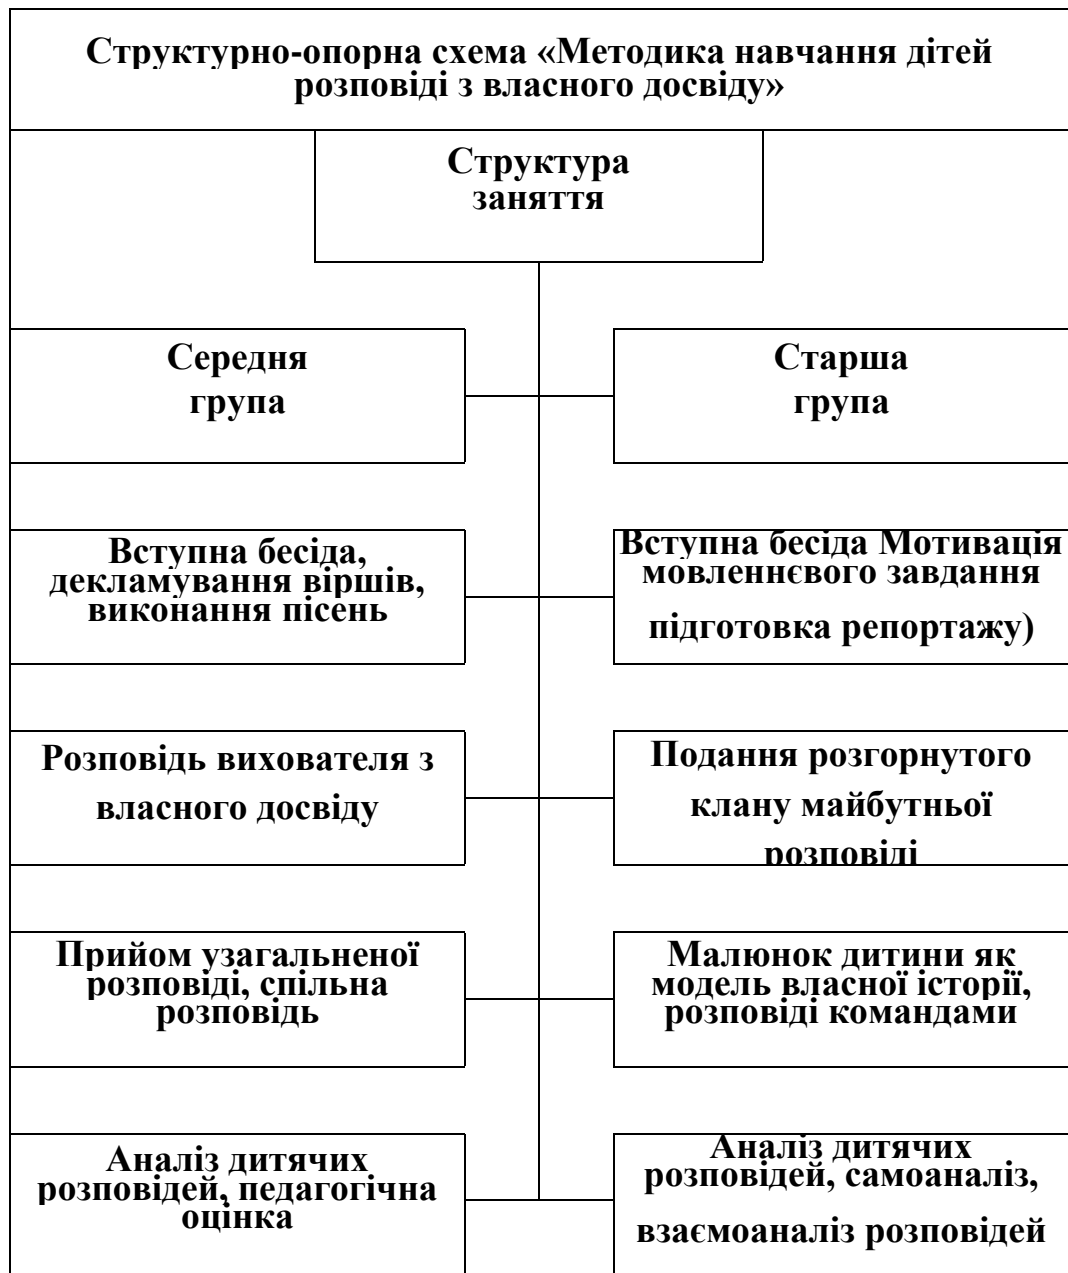 Структурно-опорна схема «Методика навчання дітей
розповіді з власного досвіду»
Структура
заняття
Середня
група
Старша
група
Вступна бесіда,
декламування віршів,
виконання пісень
Вступна бесіда Мотивація
мовленнєвого завдання
підготовка репортажу)
Розповідь вихователя з
власного досвіду
Подання розгорнутого
клану майбутньої
розповіді
Прийом узагальненої
розповіді, спільна
розповідь
Малюнок дитини як
модель власної історії,
розповіді командами
Аналіз дитячих
розповідей, педагогічна
оцінка
Аналіз дитячих
розповідей, самоаналіз,
взаємоаналіз розповідей